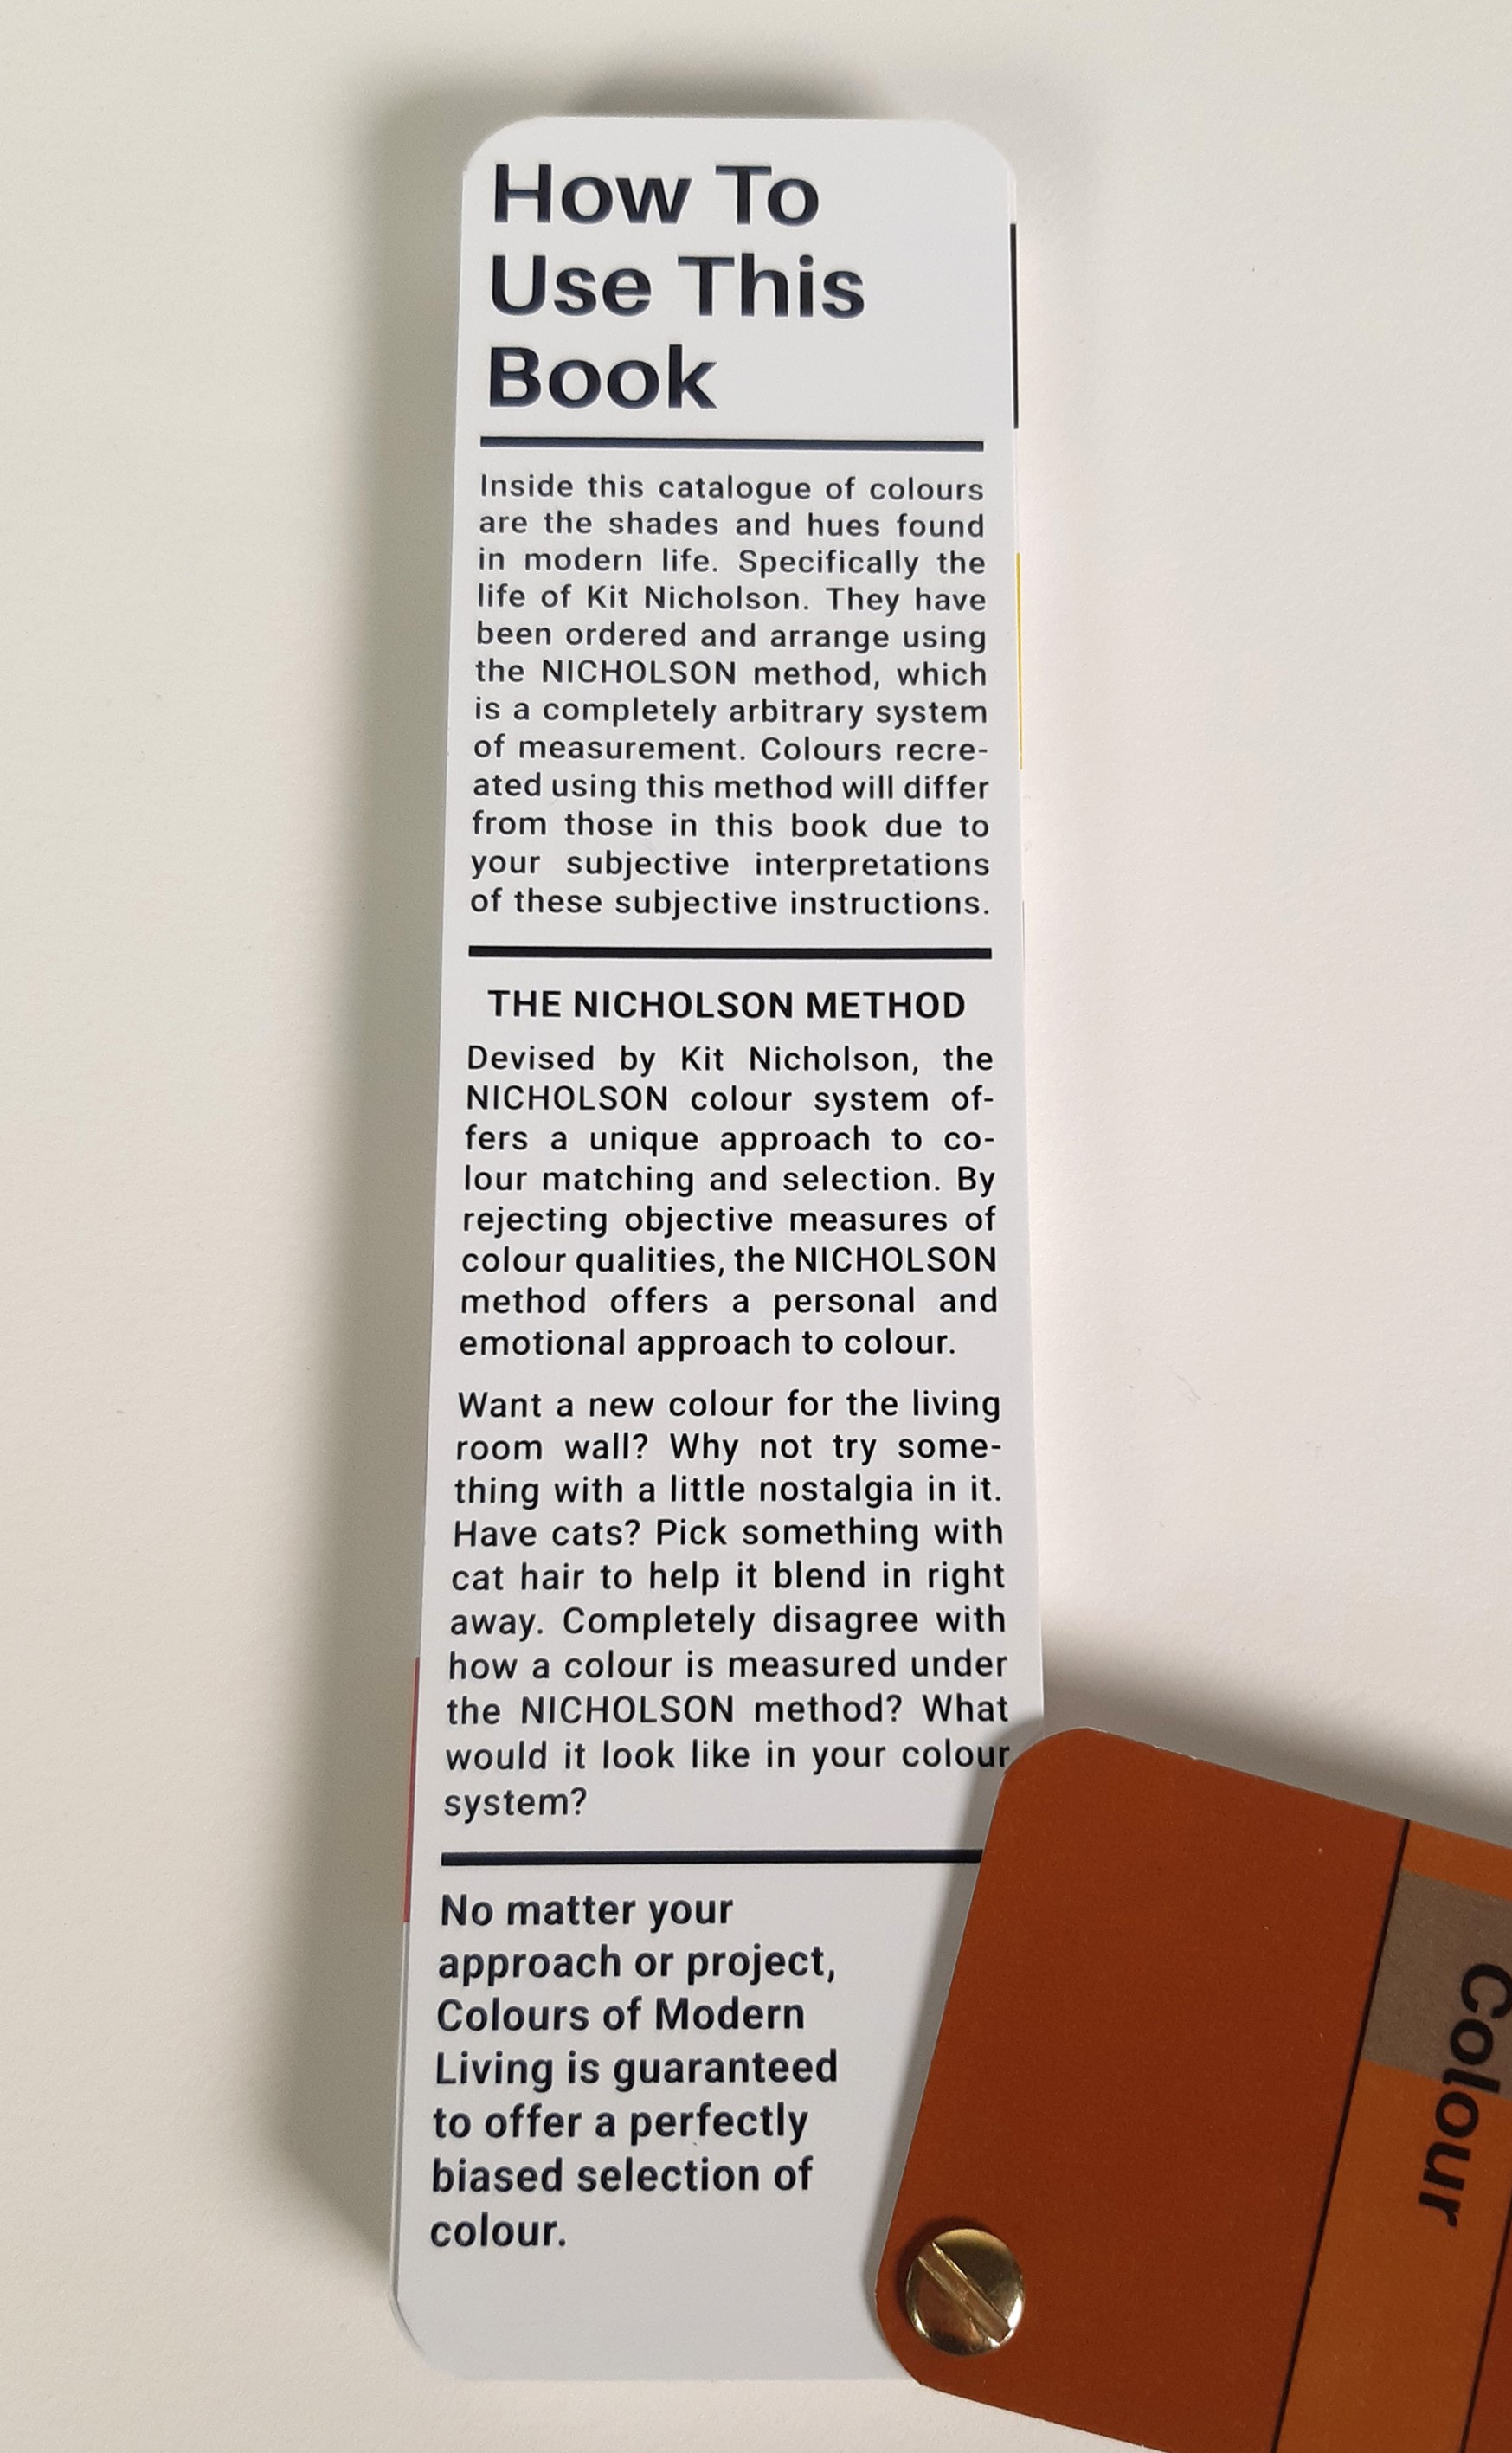 How To
Use This
Book
Inside this catalogue of colours
are the shades and hues found
in modern life. Specifically the
life of Kit Nicholson. They have
been ordered and arrange using
the NICHOLSON method, which
is a completely arbitrary system
of measurement. Colours recre-
ated using this method will differ
from those in this book due to
your subjective interpretations
of these subjective instructions.
THE NICHOLSON METHOD
Devised by Kit Nicholson, the
NICHOLSON colour system of-
fers a unique approach to co-
lour matching and selection. By
rejecting objective measures of
colour qualities, the NICHOLSON
method offers a personal and
emotional approach to colour.
Want a new colour for the living
room wall? Why not try some-
thing with a little nostalgia in it.
Have cats? Pick something with
cat hair to help it blend in right
away. Completely disagree with
how a colour is measured under
the NICHOLSON method? What
would it look like in your colour
system?
No matter your
approach or project,
Colours of Modern
Living is guaranteed
to offer a perfectly
biased selection of
colour.
Colour